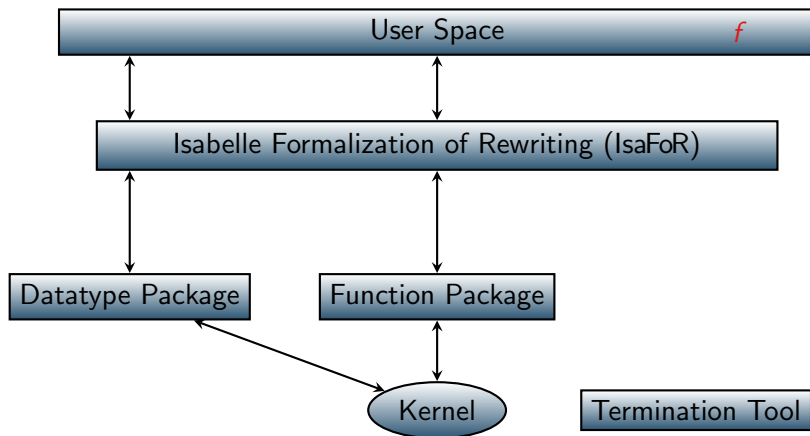 User Space f
Isabelle Formalization of Rewriting (IsaFoR)
Datatype Package
Function Package
Kernel
Termination Tool